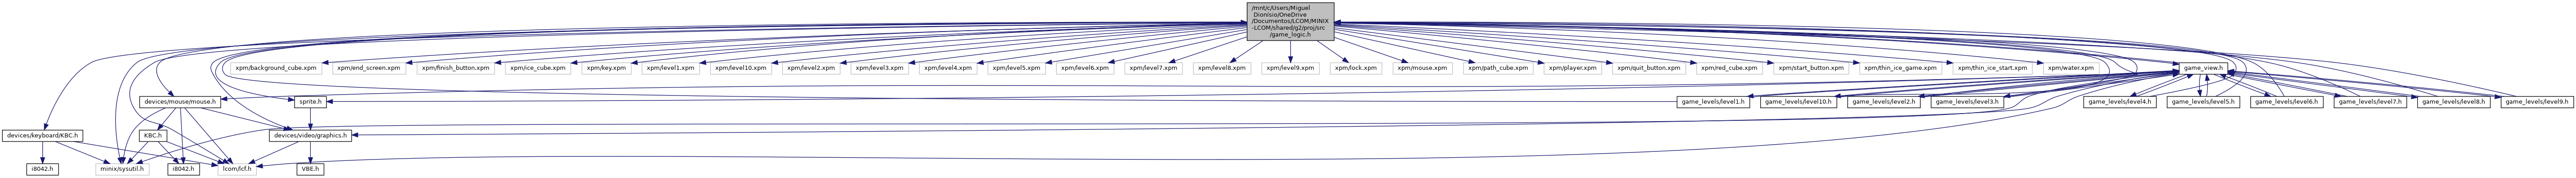 /mnt/c/Users/Miguel
Dionísio/OneDrive
/Documentos/LCOM/MINIX
-LCOM/shared/g2/proj/src
/game_logic.h
xpm/background_cube.xpm
xpm/end_screen.xpm
xpm/finish_button.xpm
xpm/ice_cube.xpm
xpm/key.xpm
xpm/level1.xpm
xpm/level10.xpm
xpm/level2.xpm
xpm/level3.xpm
xpm/level4.xpm
xpm/level5.xpm
xpm/level6.xpm
xpm/level7.xpm
xpm/level8.xpm
xpm/level9.xpm
xpm/lock.xpm
xpm/mouse.xpm
xpm/path_cube.xpm
xpm/player.xpm
xpm/quit_button.xpm
xpm/red_cube.xpm
xpm/start_button.xpm
xpm/thin_ice_game.xpm
xpm/thin_ice_start.xpm
xpm/water.xpm
game_view.h
devices/mouse/mouse.h
sprite.h
game_levels/level1.h
game_levels/level10.h
game_levels/level2.h
game_levels/level3.h
game_levels/level4.h
game_levels/level5.h
game_levels/level6.h
game_levels/level7.h
game_levels/level8.h
game_levels/level9.h
devices/keyboard/KBC.h
KBC.h
devices/video/graphics.h
i8042.h
minix/sysutil.h
i8042.h
lcom/lcf.h
VBE.h